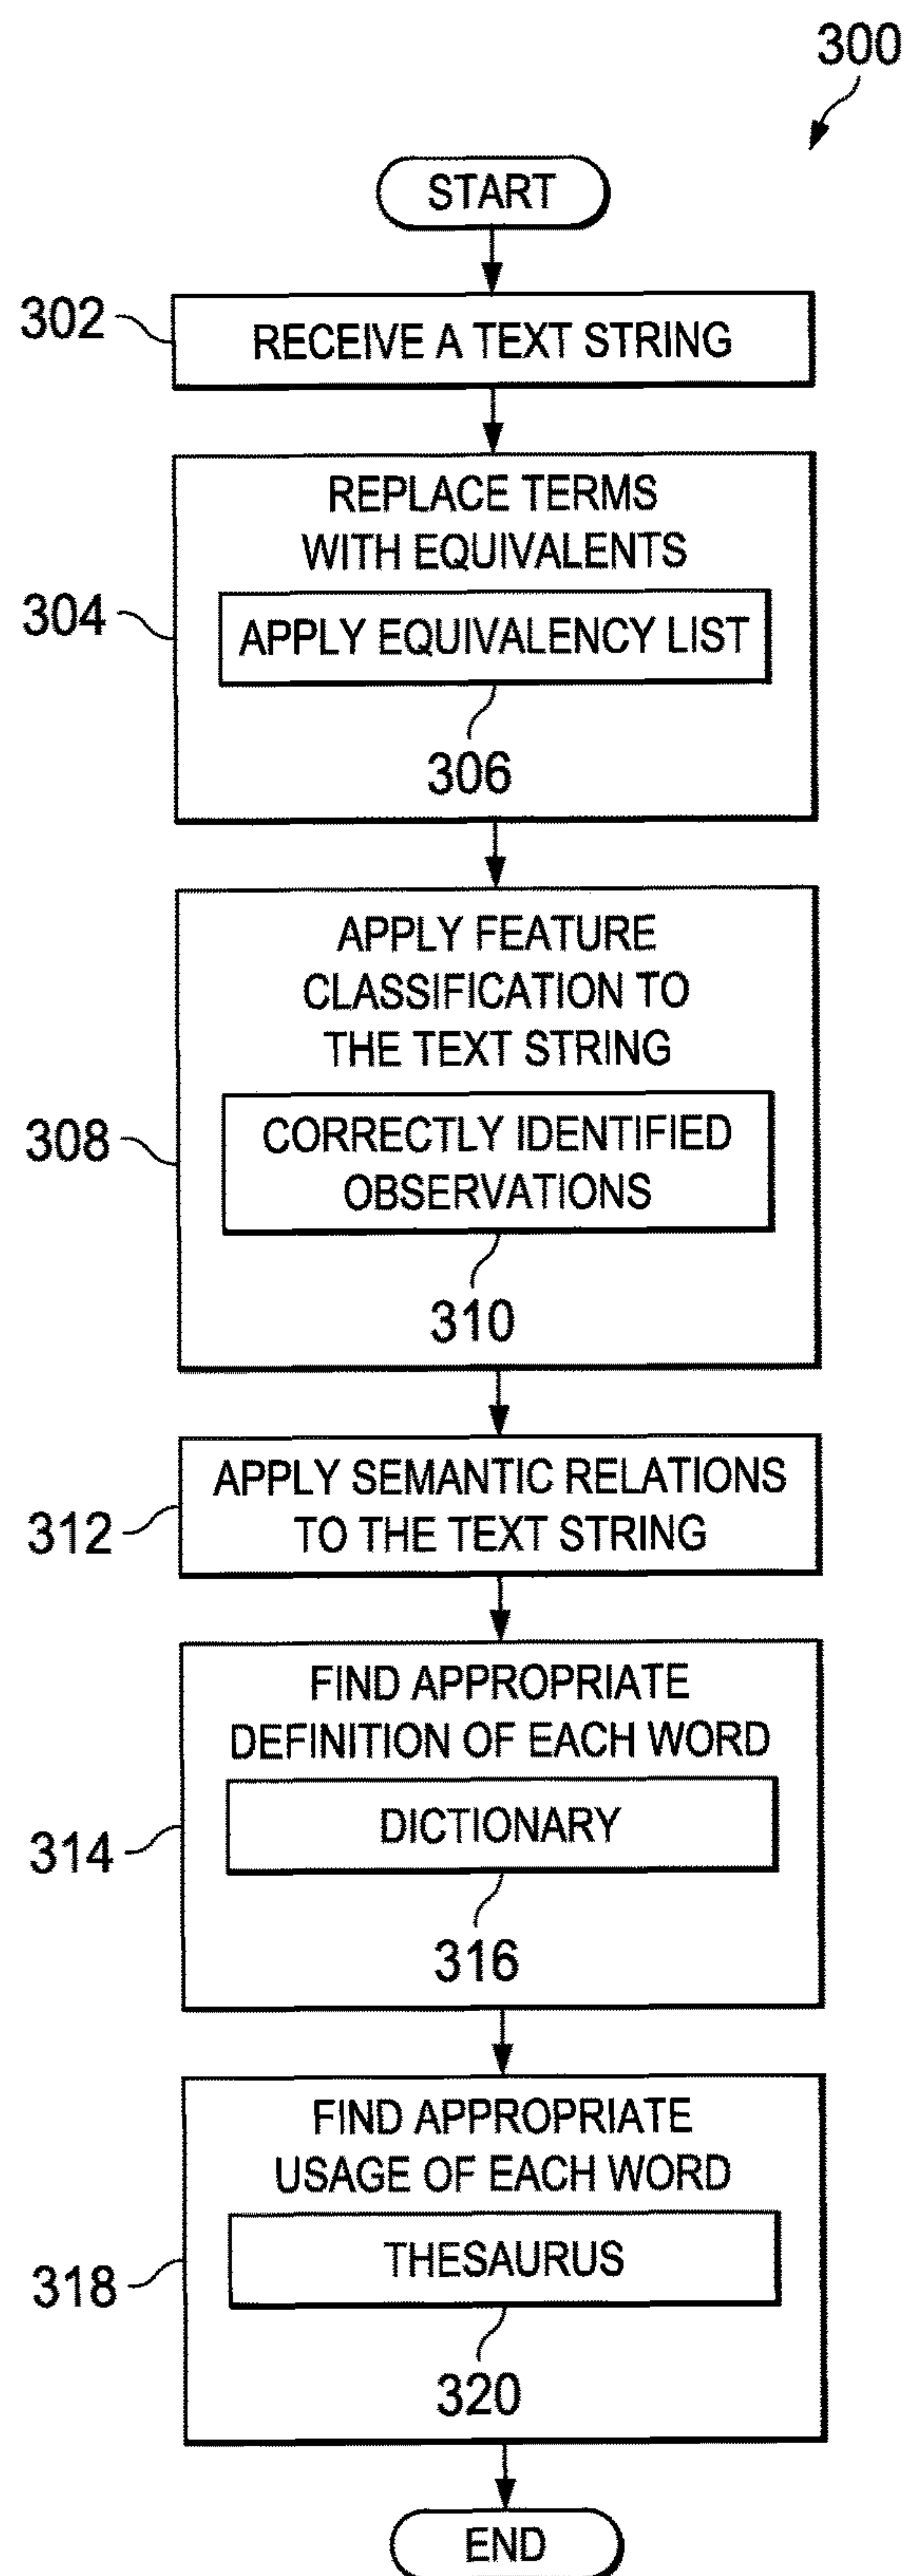 300
START
302
RECEIVE A TEXT STRING
REPLACE TERMS
WITH EQUIVALENTS
304
APPLY EQUIVALENCY LIST
306
APPLY FEATURE
CLASSIFICATION TO
THE TEXT STRING
308
CORRECTLY IDENTIFIED
OBSERVATIONS
310
APPLY SEMANTIC RELATIONS
312
TO THE TEXT STRING
FIND APPROPRIATE
DEFINITION OF EACH WORD
314
DICTIONARY
316
FIND APPROPRIATE
USAGE OF EACH WORD
318
THESAURUS
320
END